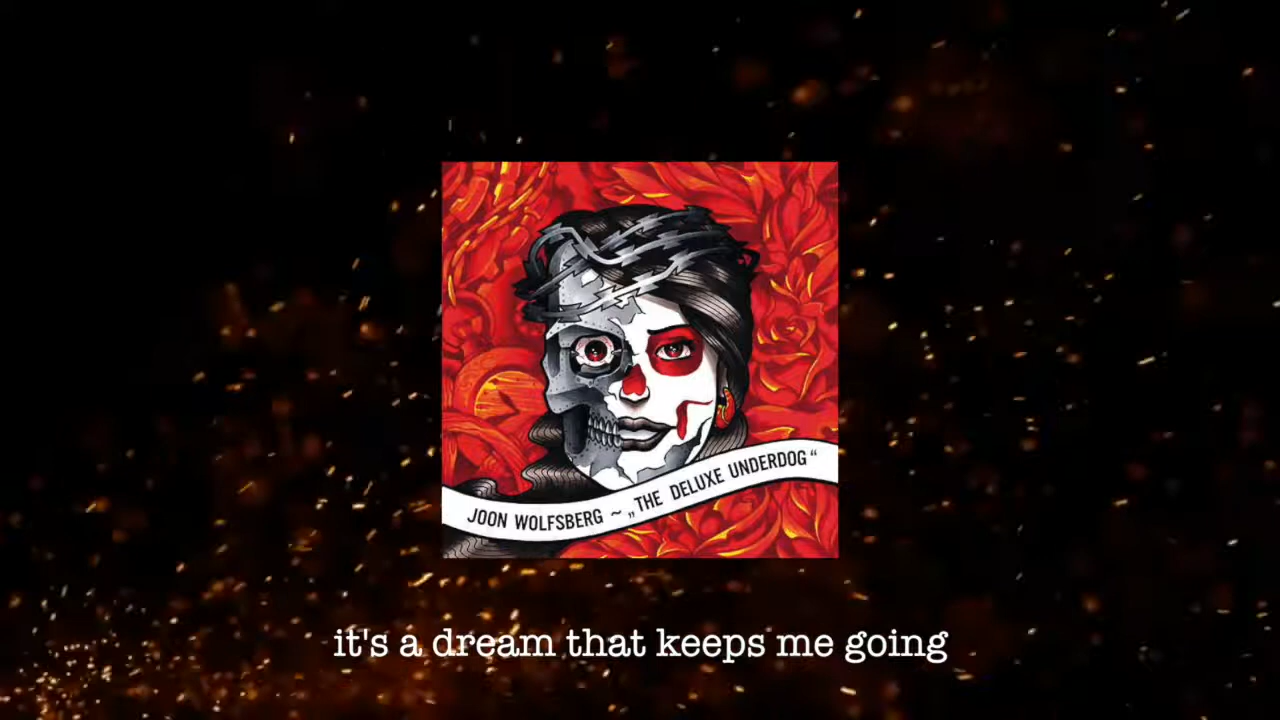 JOON WOLFSBERG ~ „THE DELUXE UNDERDOG“
it's a dream that keeps me going